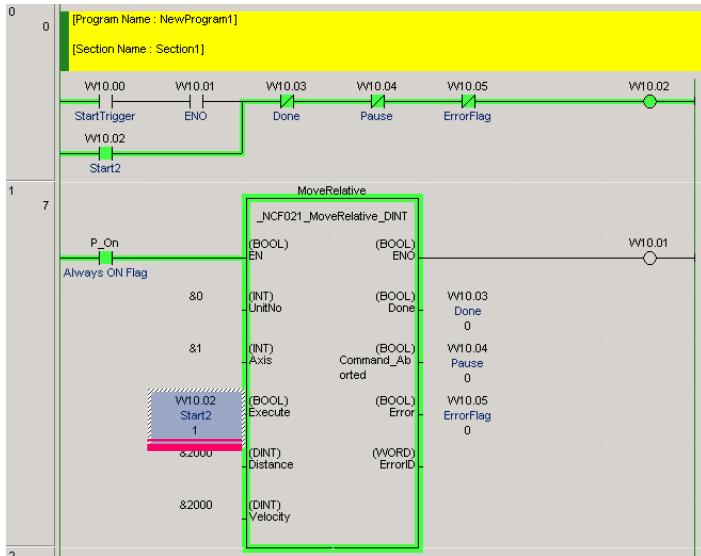 0
0
[Program Name : NewProgram1]
[Section Name : Section1]
W10.00
W10.01
W10.03
W10.04
W10.05
W10.02
StartTrigger
ENO
Done
Pause
ErrorFlag
W10.02
Start2
1
7
MoveRelative
_NCF021_MoveRelative_DINT
P_On
(BOOL)
EN
(BOOL)
ENO
W10.01
Always ON Flag
&0
(INT)
UnitNo
(BOOL)
Done
W10.03
Done
0
&1
(INT)
Axis
(BOOL)
Command_Ab
orted
W10.04
Pause
0
W10.02
Start2
1
(BOOL)
Execute
(BOOL)
Error
W10.05
ErrorFlag
0
&2000
(DINT)
Distance
(WORD)
ErrorID
&2000
(DINT)
Velocity